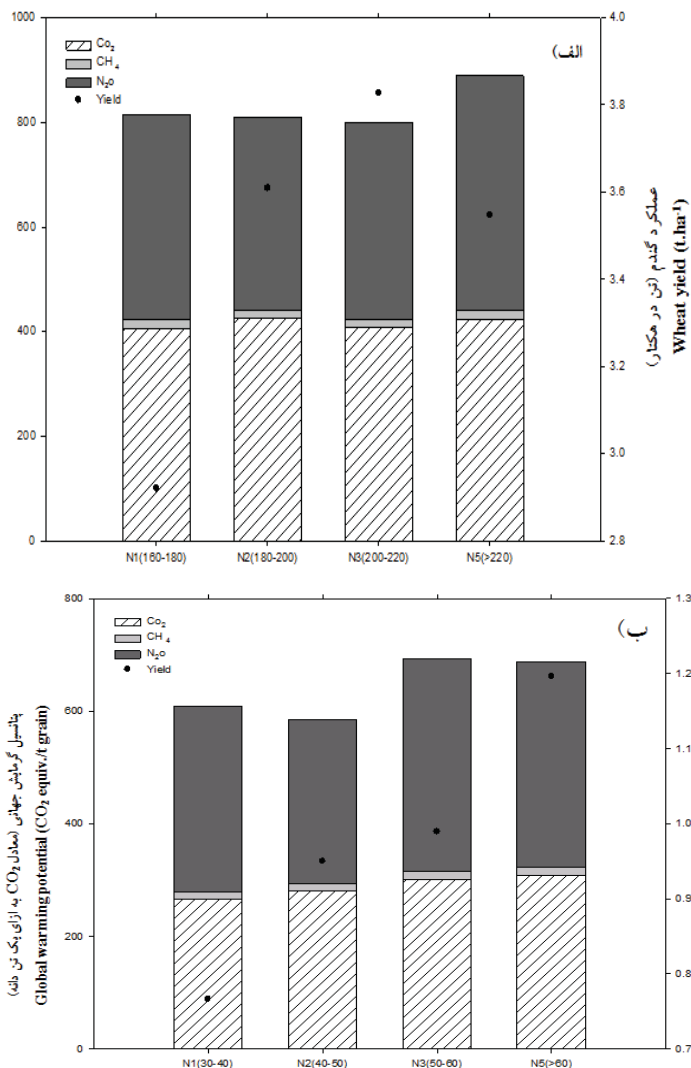 الف)
Co₂
CH₄
N₂o
Yield
1000
800
600
400
200
0
4.0
3.8
3.6
3.4
3.2
3.0
2.8
N1(160-180)
N2(180-200)
N3(200-220)
N5(>220)
عملکرد گندم (تن در هکتار)
Wheat yield (t.ha⁻¹)
ب)
Co₂
CH₄
N₂o
Yield
800
600
400
200
0
1.3
1.2
1.1
1.0
0.9
0.8
0.7
N1(30-40)
N2(40-50)
N3(50-60)
N5(>60)
پتانسیل گرمایش جهانی (معادل CO₂ به ازای یک تن دانه)
Global warming potential (CO₂ equiv./t grain)